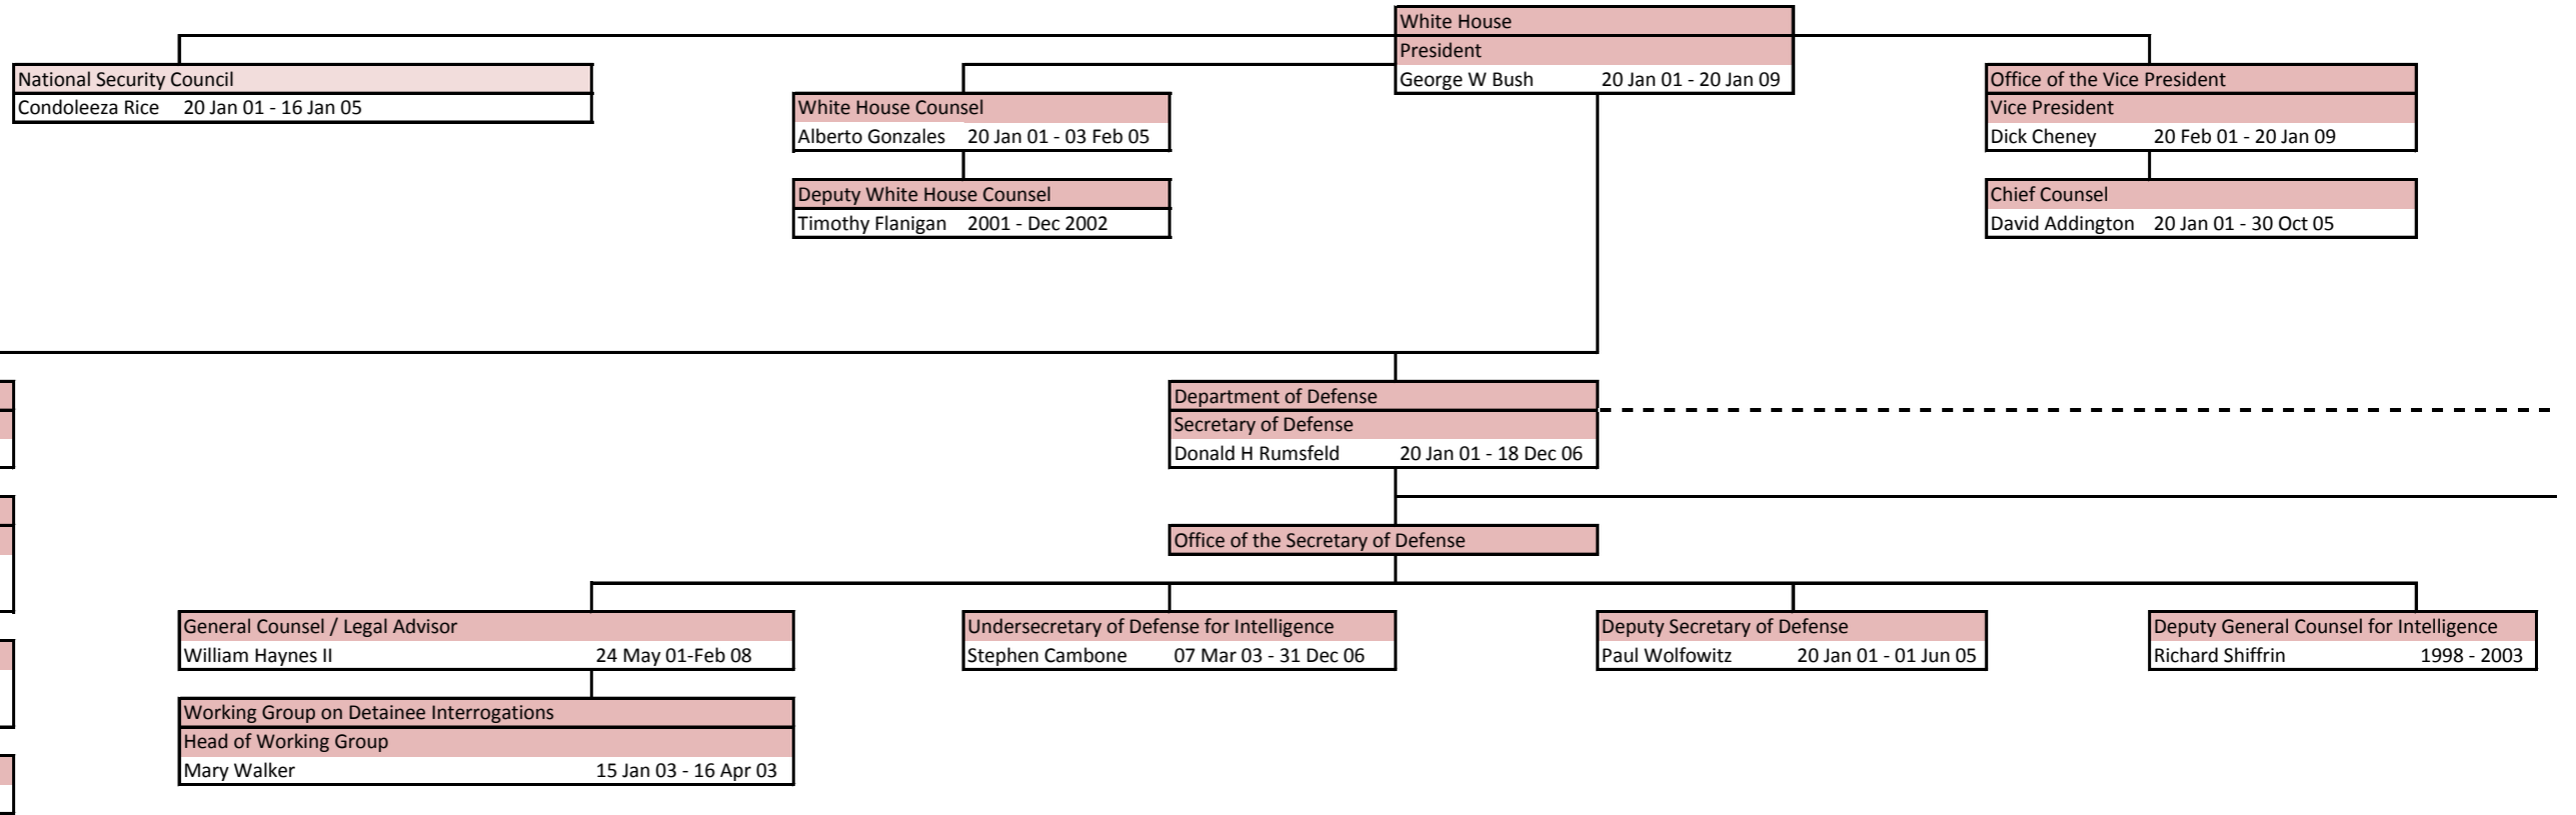 White House
President
George W Bush 20 Jan 01 - 20 Jan 09
National Security Council
Condoleeza Rice 20 Jan 01 - 16 Jan 05
White House Counsel
Alberto Gonzales 20 Jan 01 - 03 Feb 05
Deputy White House Counsel
Timothy Flanigan 2001 - Dec 2002
Office of the Vice President
Vice President
Dick Cheney 20 Feb 01 - 20 Jan 09
Chief Counsel
David Addington 20 Jan 01 - 30 Oct 05
Department of Defense
Secretary of Defense
Donald H Rumsfeld 20 Jan 01 - 18 Dec 06
Office of the Secretary of Defense
General Counsel / Legal Advisor
William Haynes II 24 May 01-Feb 08
Working Group on Detainee Interrogations
Head of Working Group
Mary Walker 15 Jan 03 - 16 Apr 03
Undersecretary of Defense for Intelligence
Stephen Cambone 07 Mar 03 - 31 Dec 06
Deputy Secretary of Defense
Paul Wolfowitz 20 Jan 01 - 01 Jun 05
Deputy General Counsel for Intelligence
Richard Shiffrin 1998 - 2003